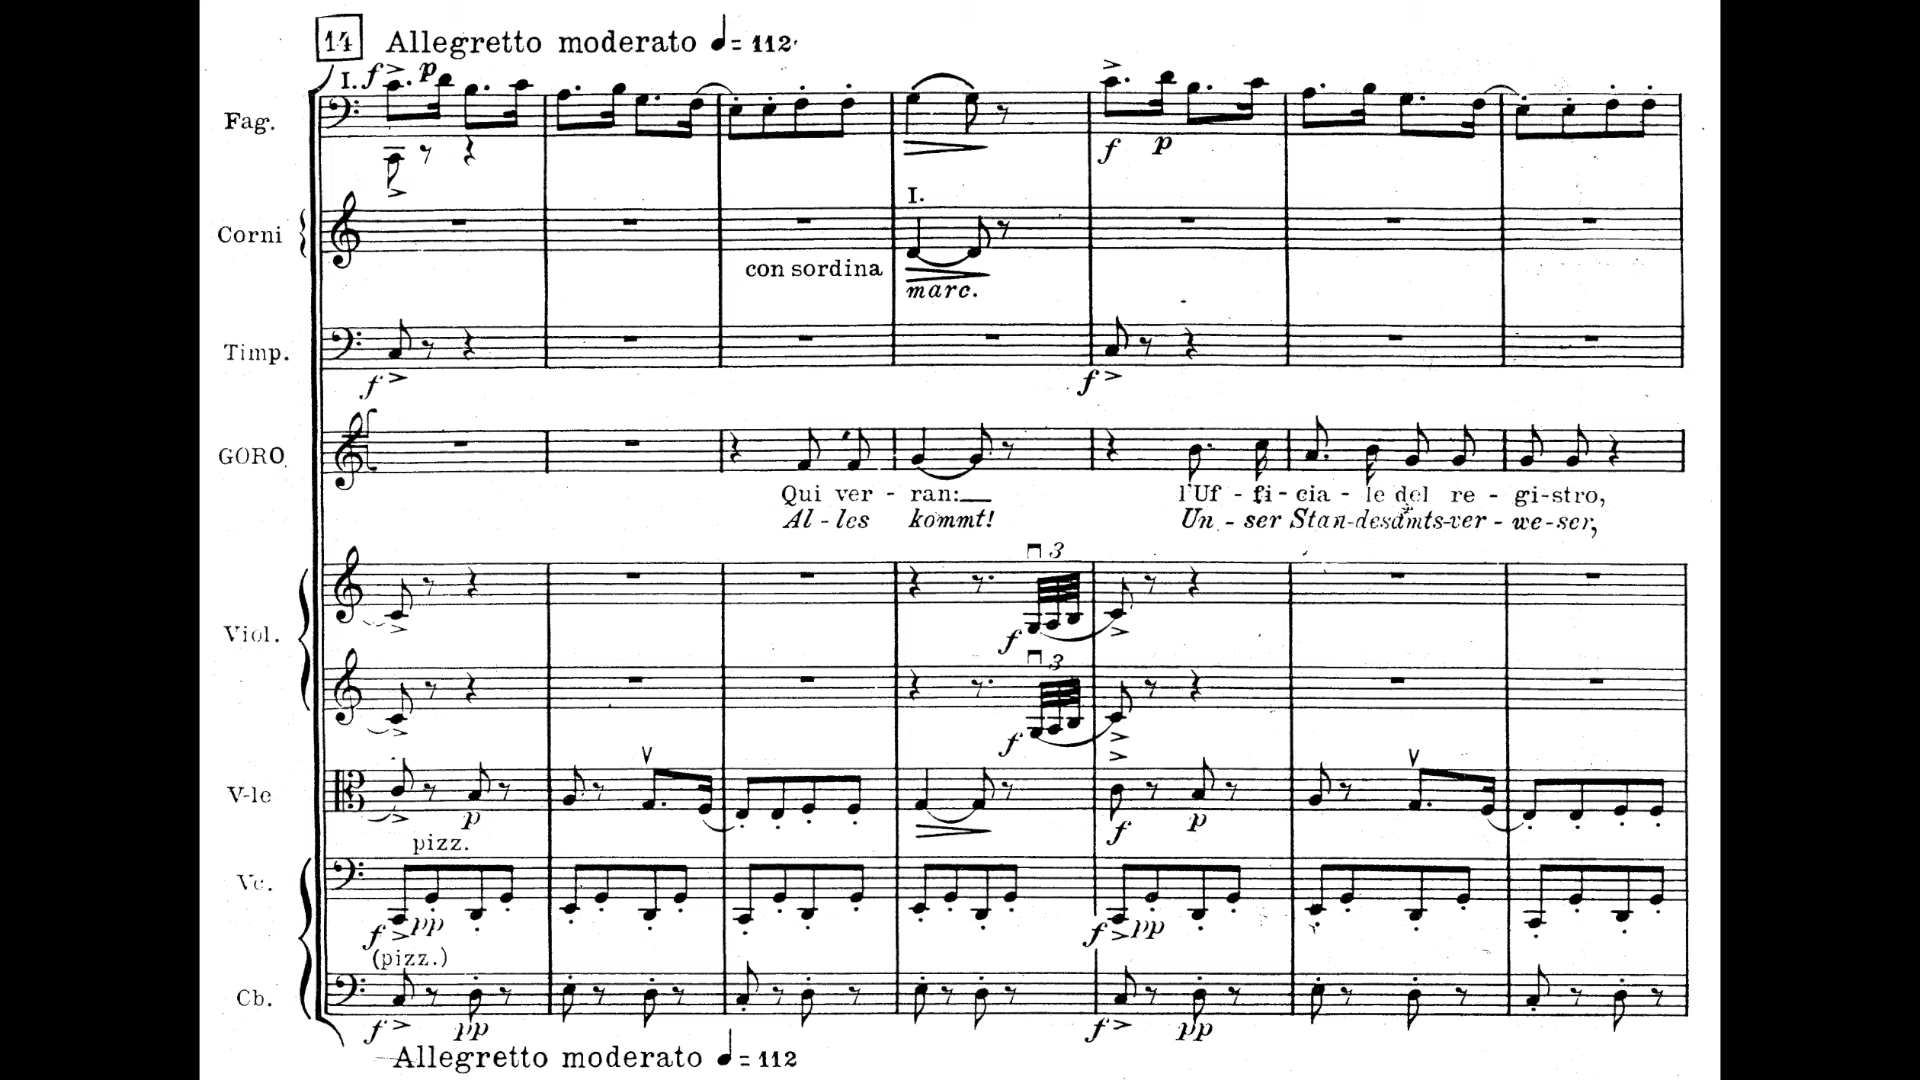 14 Allegretto moderato ♩= 112
I. f p
Fag.
f p
I.
Corni
con sordina
marc.
Timp.
f f
GORO
Qui ver - ran: l'Uf - fi - cia - le del re - gi - stro,
Al - les kommt! Un - ser Stan - desamts - ver - we - ser,
3
Viol.
f
3
f
V-le
p f p
pizz.
Vc.
f pp f pp
(pizz.)
Cb.
f pp f pp
Allegretto moderato ♩= 112